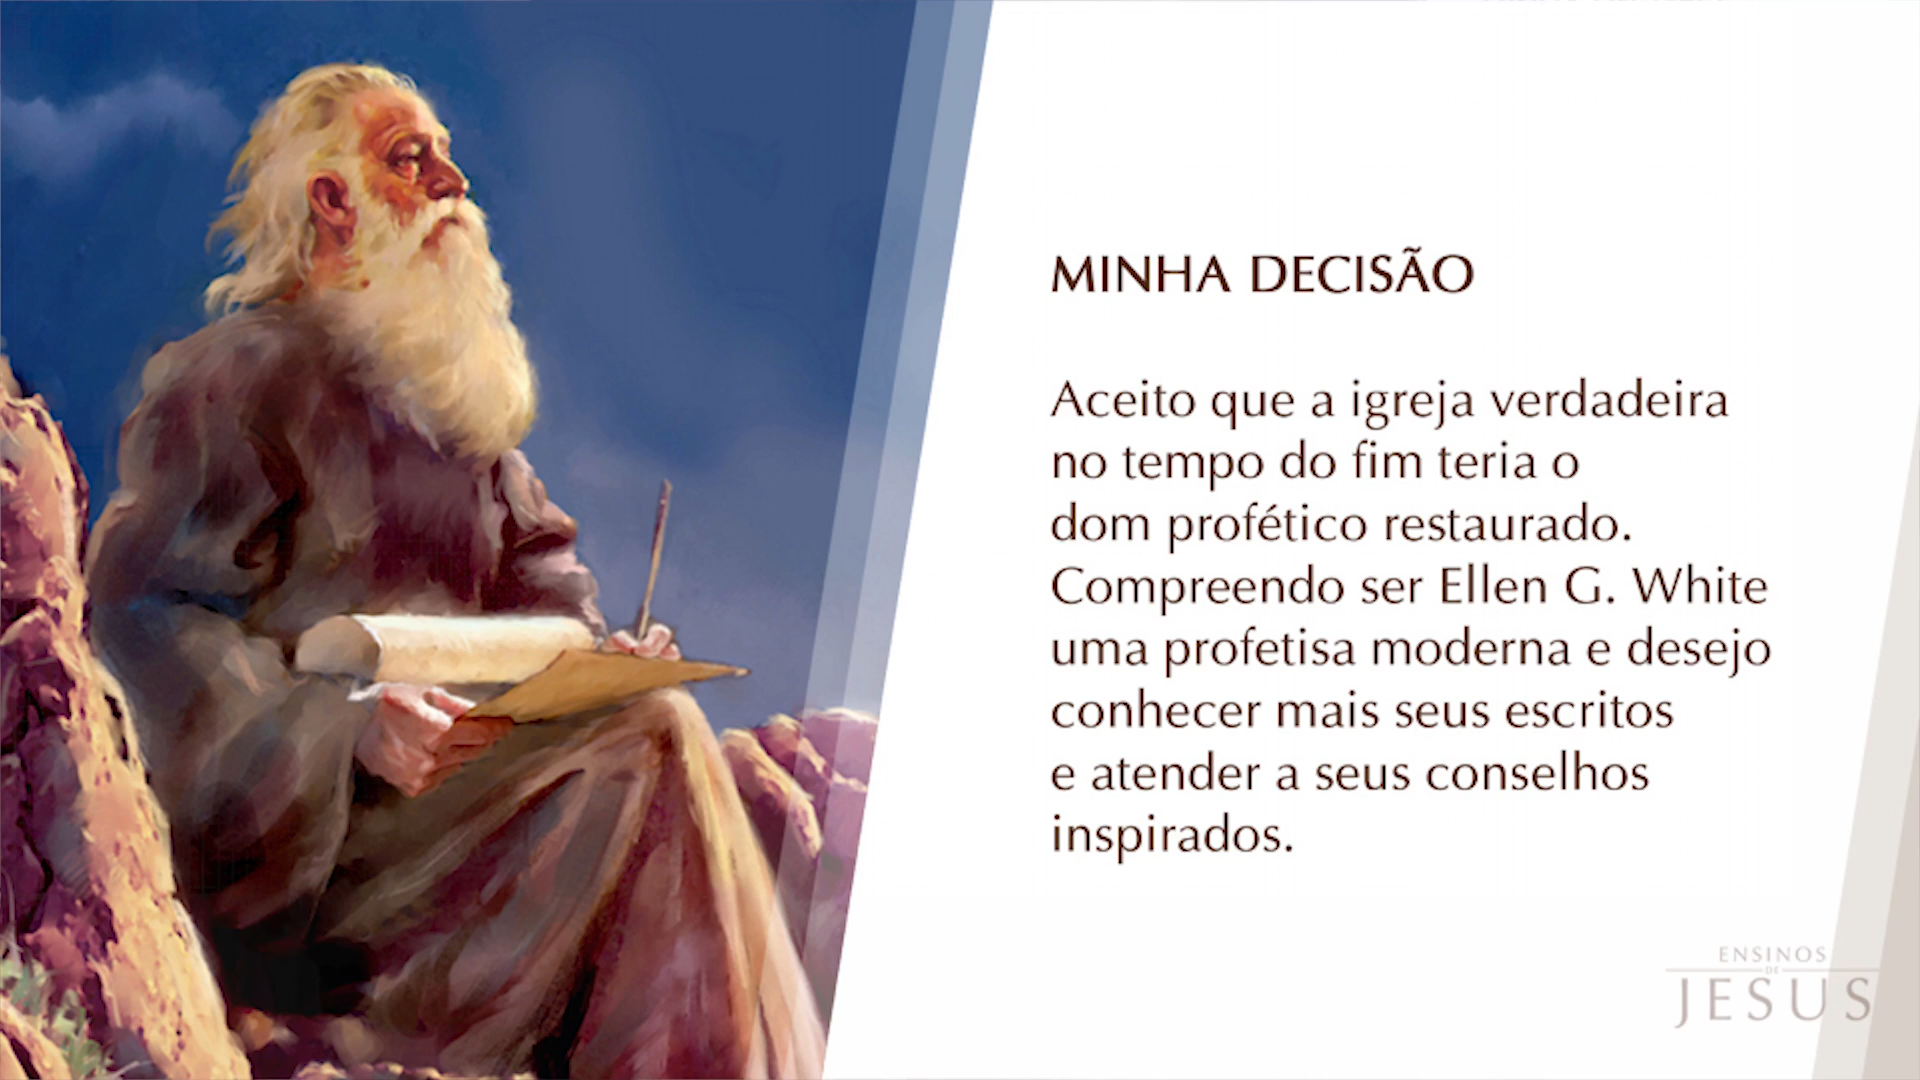 MINHA DECISÃO
Aceito que a igreja verdadeira
no tempo do fim teria o
dom profético restaurado.
Compreendo ser Ellen G. White
uma profetisa moderna e desejo
conhecer mais seus escritos
e atender a seus conselhos
inspirados.
ENSINOS
DE
JESUS